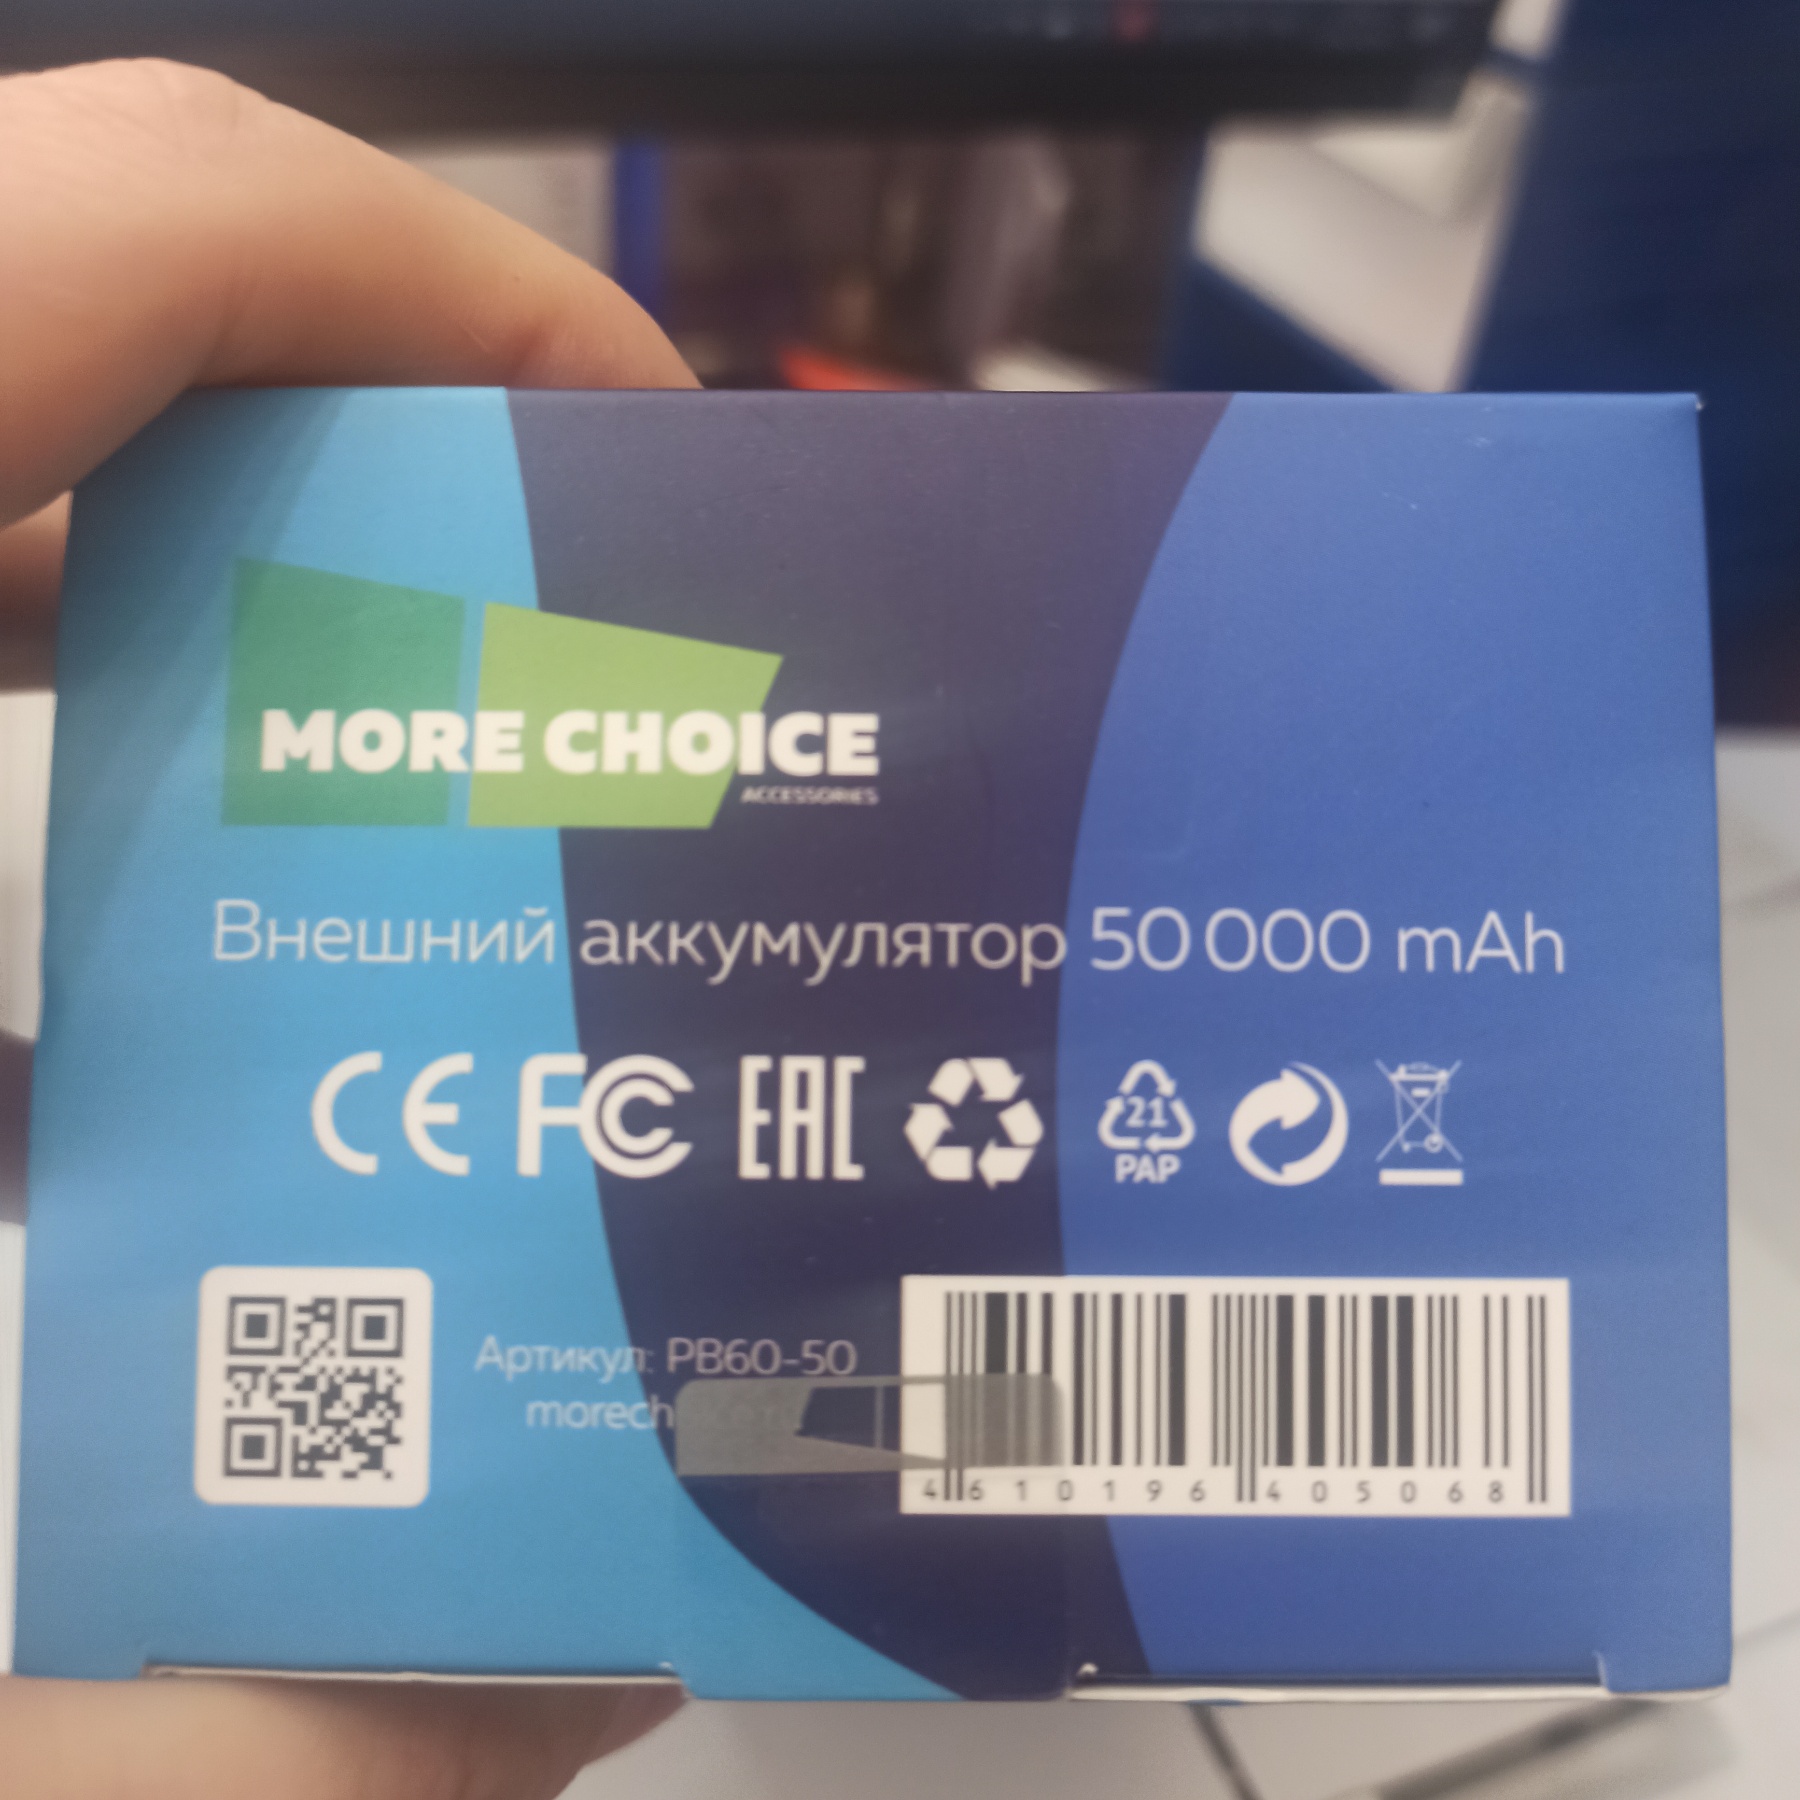 MORE CHOICE
ACCESSORIES
Внешний аккумулятор 50 000 mAh
CE FC EAC
21
PAP
Артикул: PB60-50
4 610196 405068